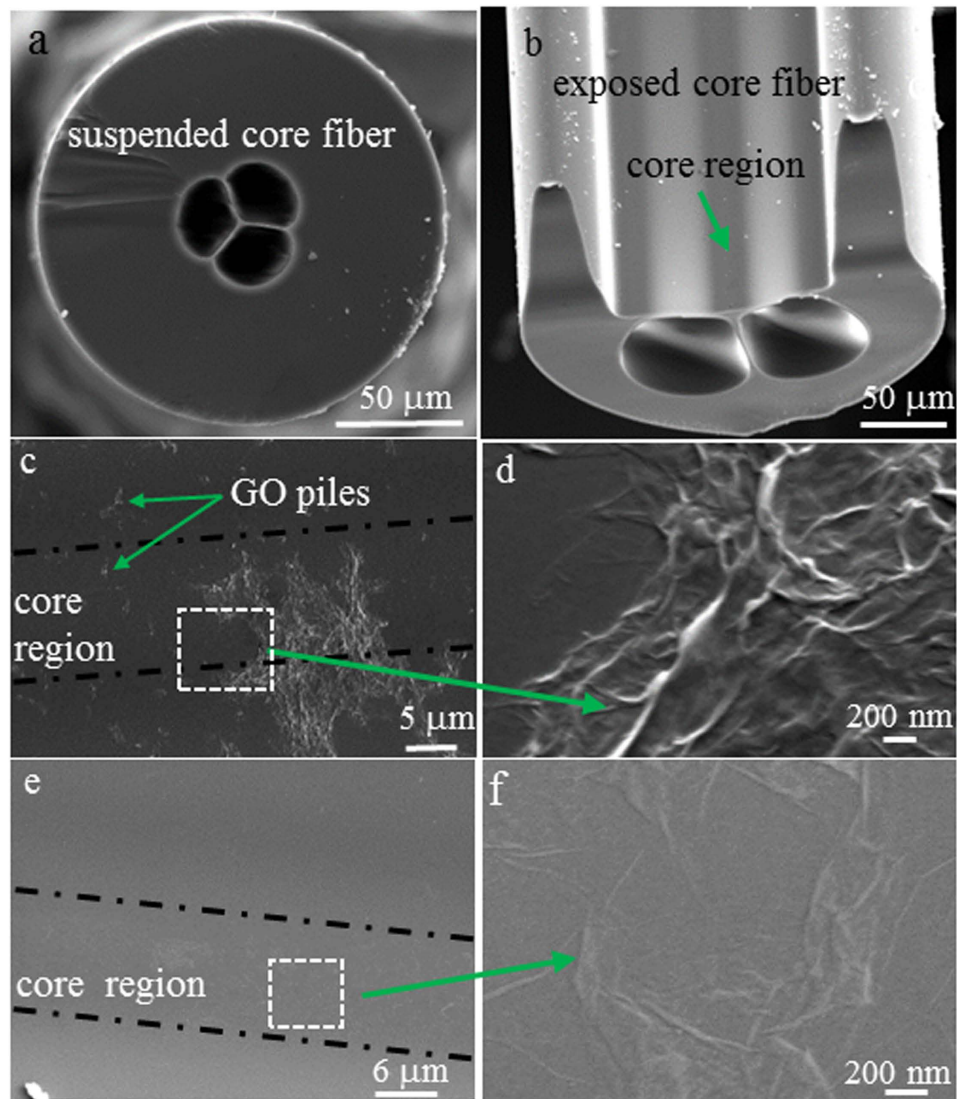 a
suspended core fiber
50 μm
b
exposed core fiber
core region
50 μm
c
GO piles
core
region
5 μm
d
200 nm
e
core region
6 μm
f
200 nm